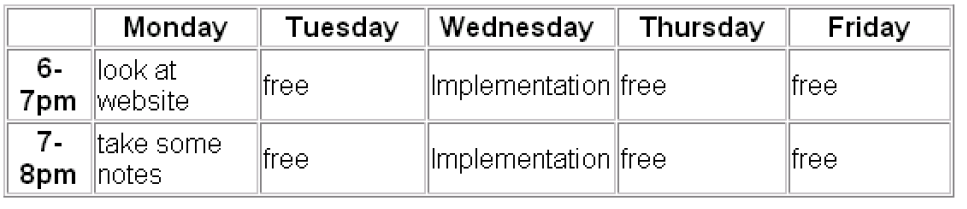 Monday Tuesday Wednesday Thursday Friday
6-
7pm
look at
website
free Implementation free free
7-
8pm
take some
notes
free Implementation free free